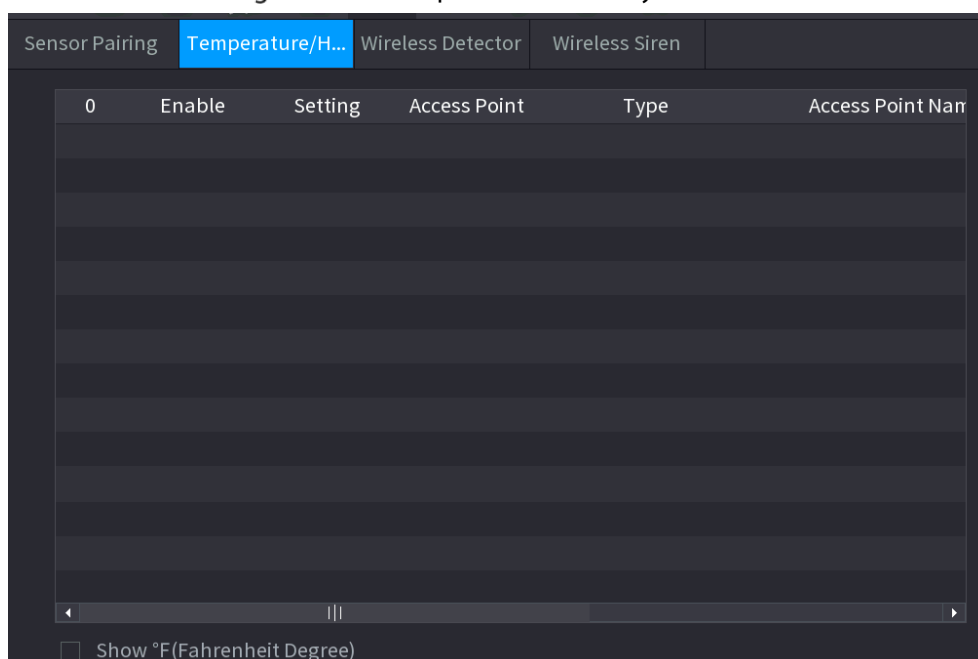 Sensor Pairing Temperature/H... Wireless Detector Wireless Siren
0 Enable Setting Access Point Type Access Point Nam
Show °F(Fahrenheit Degree)